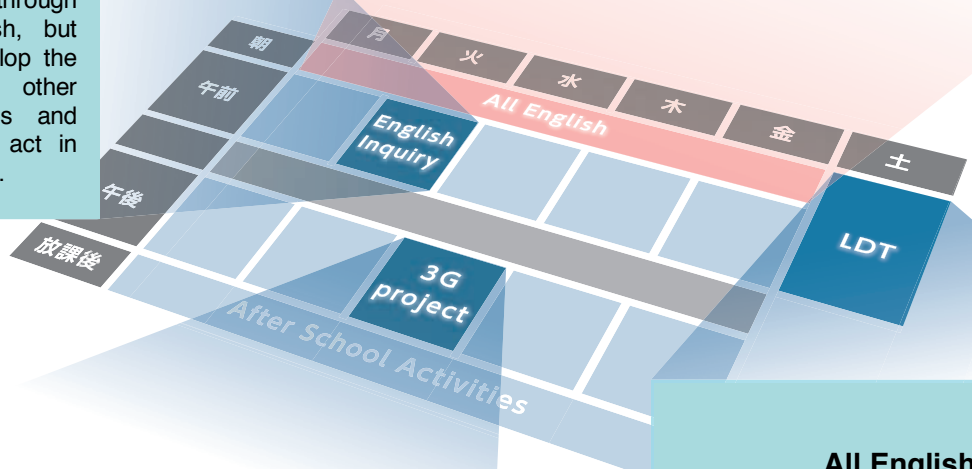 through
sh, but
lop the
other
s and
act in
.
朝
月
火
水
木
金
土
午前
All English
English
Inquiry
LDT
午後
3G
project
放課後
After School Activities
All English